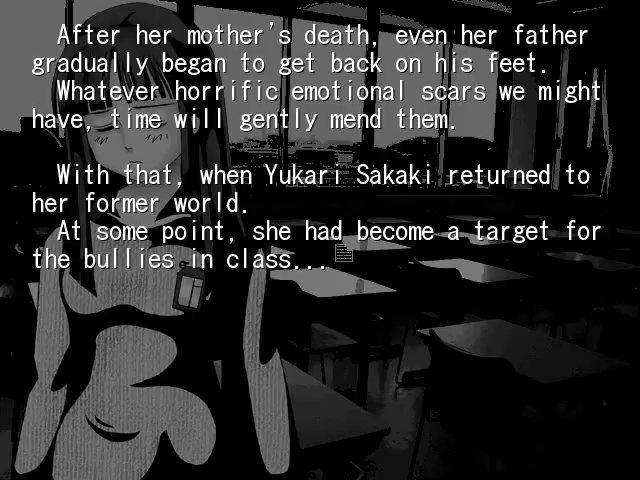 After her mother's death, even her father
gradually began to get back on his feet.
Whatever horrific emotional scars we might
have, time will gently mend them.
With that, when Yukari Sakaki returned to
her former world.
At some point, she had become a target for
the bullies in class...